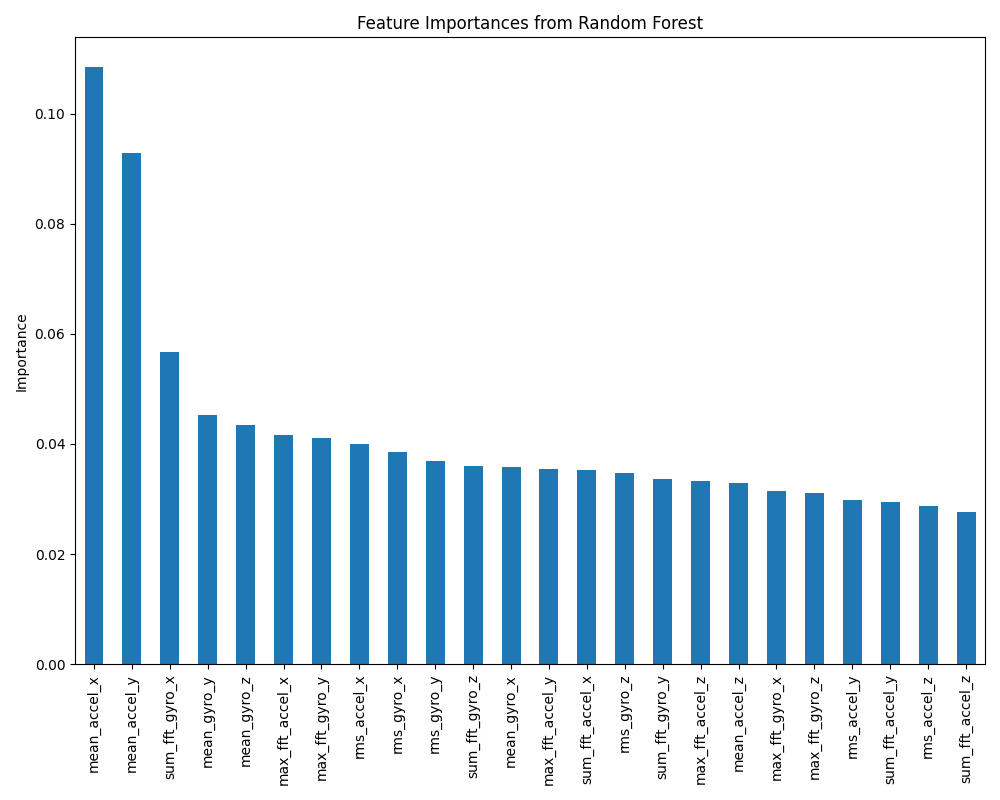 Feature Importances from Random Forest
Importance
0.10
0.08
0.06
0.04
0.02
0.00
mean_accel_x
mean_accel_y
sum_fft_gyro_x
mean_gyro_y
mean_gyro_z
max_fft_accel_x
max_fft_gyro_y
rms_accel_x
rms_gyro_x
rms_gyro_y
sum_fft_gyro_z
mean_gyro_x
max_fft_accel_y
sum_fft_accel_x
rms_gyro_z
sum_fft_gyro_y
max_fft_accel_z
mean_accel_z
max_fft_gyro_x
max_fft_gyro_z
rms_accel_y
sum_fft_accel_y
rms_accel_z
sum_fft_accel_z